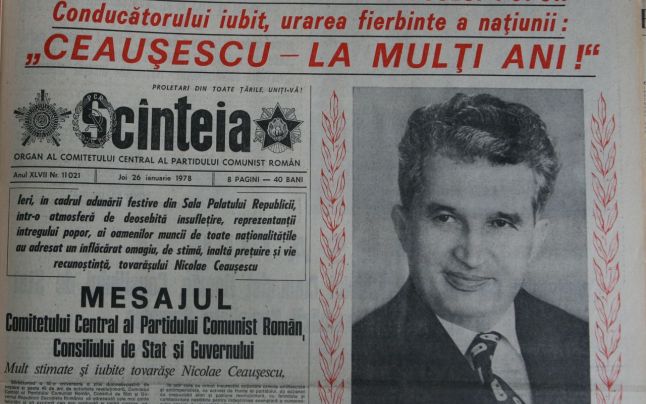 Conducătorului iubit, urarea fierbinte a națiunii:
„CEAUȘESCU – LA MULȚI ANI!“
PROLETARI DIN TOATE ȚĂRILE, UNIȚI-VĂ!
PCR
Scînteia
ORGAN AL COMITETULUI CENTRAL AL PARTIDULUI COMUNIST ROMÂN
Anul XLVII Nr. 11 021
Joi 26 ianuarie 1978
8 PAGINI — 40 BANI
Ieri, în cadrul adunării festive din Sala Palatului Republicii,
într-o atmosferă de deosebită însuflețire, reprezentanții
întregului popor, ai oamenilor muncii de toate naționalitățile
au adresat un înflăcărat omagiu, de stimă, înaltă prețuire și vie
recunoștință, tovarășului Nicolae Ceaușescu
MESAJUL
Comitetului Central al Partidului Comunist Român,
Consiliului de Stat și Guvernului
Mult stimate și iubite tovarășe Nicolae Ceaușescu,